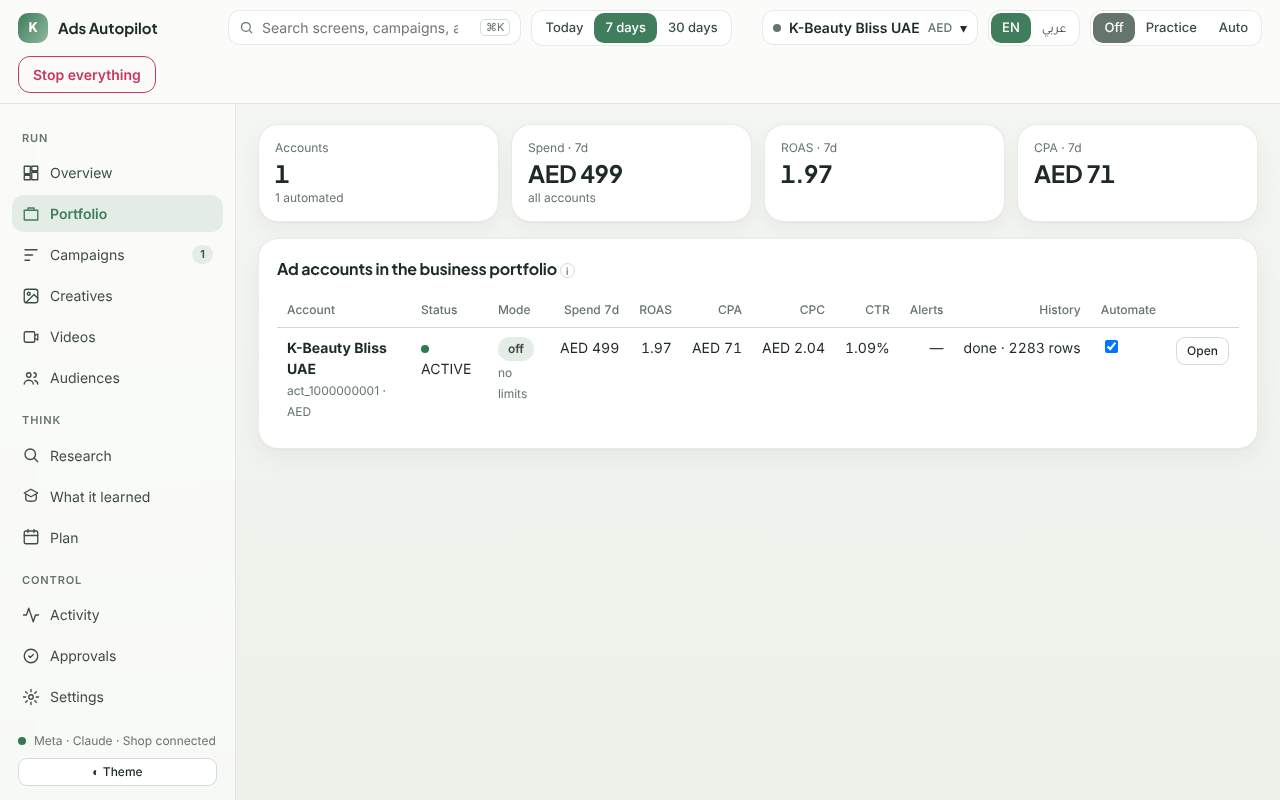 K
Ads Autopilot
Search screens, campaigns, a
⌘K
Today
7 days
30 days
K-Beauty Bliss UAE AED ▾
EN
عربي
Off
Practice
Auto
Stop everything
RUN
Overview
Portfolio
Campaigns
1
Creatives
Videos
Audiences
THINK
Research
What it learned
Plan
CONTROL
Activity
Approvals
Settings
Meta · Claude · Shop connected
Theme
Accounts
1
1 automated
Spend · 7d
AED 499
all accounts
ROAS · 7d
1.97
CPA · 7d
AED 71
Ad accounts in the business portfolio i
Account Status Mode Spend 7d ROAS CPA CPC CTR Alerts History Automate
K-Beauty Bliss
UAE
act_1000000001 ·
AED
ACTIVE
off
no
limits
AED 499
1.97
AED 71
AED 2.04
1.09%
—
done · 2283 rows
Open